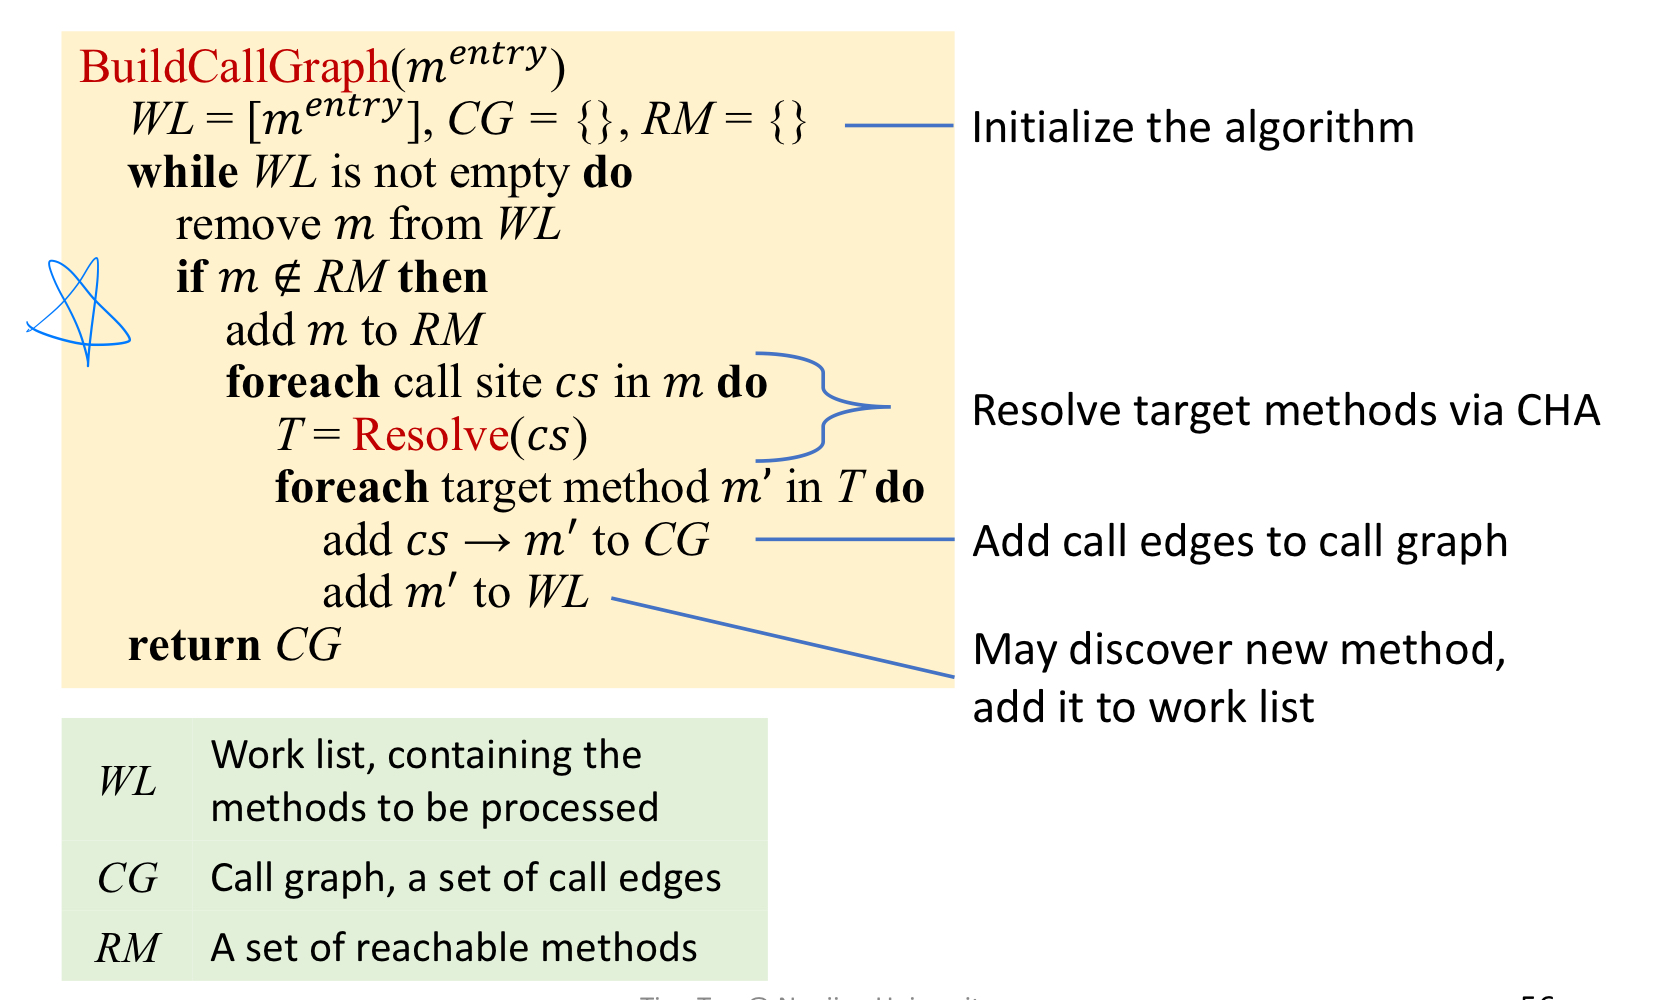 BuildCallGraph(m^entry)
WL = [m^entry], CG = {}, RM = {}
Initialize the algorithm
while WL is not empty do
remove m from WL
if m ∉ RM then
add m to RM
foreach call site cs in m do
Resolve target methods via CHA
T = Resolve(cs)
foreach target method m’ in T do
add cs → m′ to CG
Add call edges to call graph
add m′ to WL
May discover new method,
add it to work list
return CG
WL
Work list, containing the
methods to be processed
CG
Call graph, a set of call edges
RM
A set of reachable methods